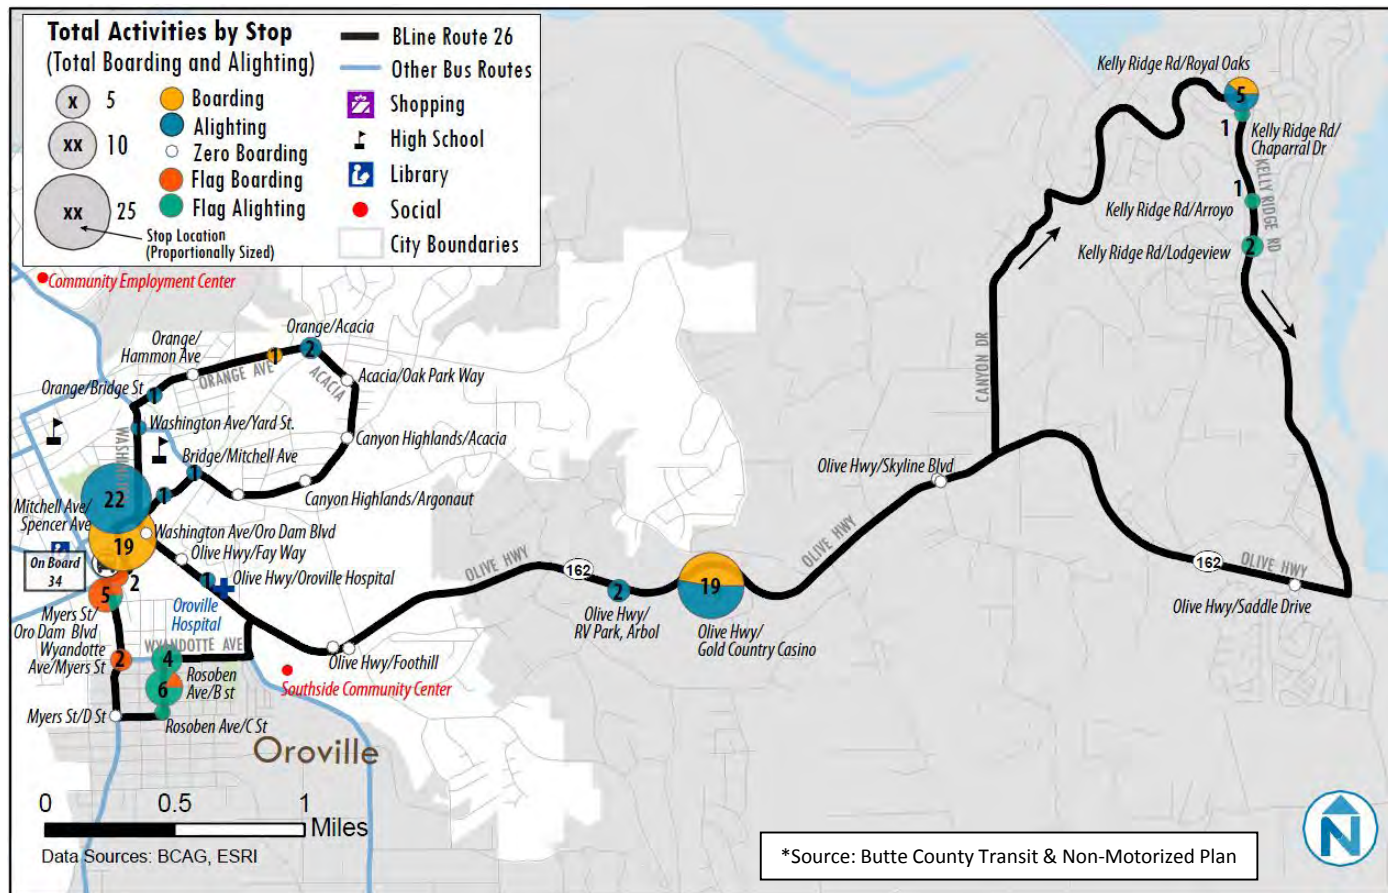 Total Activities by Stop
(Total Boarding and Alighting)
x 5
xx 10
xx 25
Stop Location
(Proportionally Sized)
Boarding
Alighting
Zero Boarding
Flag Boarding
Flag Alighting
BLine Route 26
Other Bus Routes
Shopping
High School
Library
Social
City Boundaries
Kelly Ridge Rd/Royal Oaks
5
1
Kelly Ridge Rd/
Chaparral Dr
KELLY RIDGE RD
1
Kelly Ridge Rd/Arroyo
2
Kelly Ridge Rd/Lodgeview
CANYON DR
Community Employment Center
Orange/
Hammon Ave
Orange/Acacia
1
2
ORANGE AVE
ACACIA
Acacia/Oak Park Way
Orange/Bridge St
1
Washington Ave/Yard St.
WASHINGTON
Canyon Highlands/Acacia
Bridge/Mitchell Ave
1
Canyon Highlands/Argonaut
1
22
Mitchell Ave/
Spencer Ave
19
Washington Ave/Oro Dam Blvd
Olive Hwy/Fay Way
On Board
34
1
Olive Hwy/Oroville Hospital
Oroville
Hospital
2
5
Myers St/
Oro Dam Blvd
Wyandotte
Ave/Myers St
WYANDOTTE AVE
2
4
Rosoben
Ave/B st
6
Myers St/D St
Rosoben Ave/C St
Olive Hwy/Foothill
Southside Community Center
Oroville
OLIVE HWY
162
2
Olive Hwy/
RV Park, Arbol
19
Olive Hwy/
Gold Country Casino
OLIVE HWY
Olive Hwy/Skyline Blvd
162
OLIVE HWY
Olive Hwy/Saddle Drive
0 0.5 1
Miles
Data Sources: BCAG, ESRI
*Source: Butte County Transit & Non-Motorized Plan
N